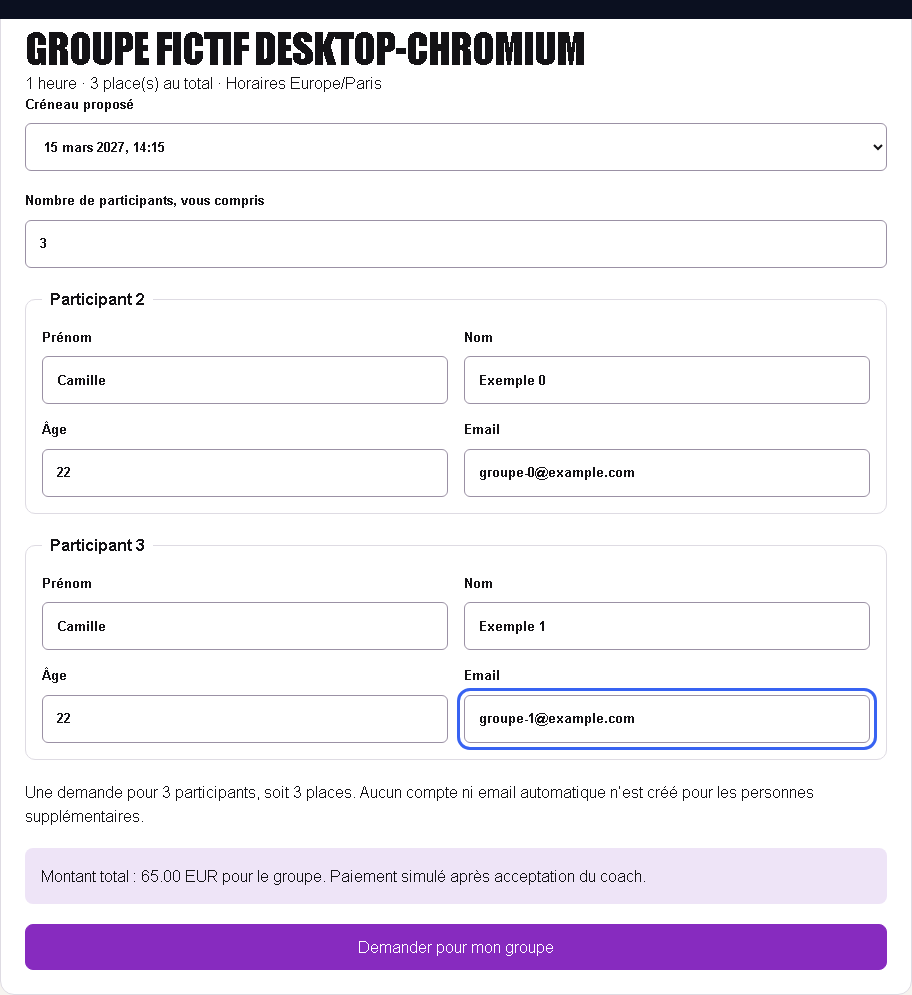 GROUPE FICTIF DESKTOP-CHROMIUM
1 heure · 3 place(s) au total · Horaires Europe/Paris
Créneau proposé
15 mars 2027, 14:15
Nombre de participants, vous compris
3
Participant 2
Prénom
Nom
Camille
Exemple 0
Âge
Email
22
groupe-0@example.com
Participant 3
Prénom
Nom
Camille
Exemple 1
Âge
Email
22
groupe-1@example.com
Une demande pour 3 participants, soit 3 places. Aucun compte ni email automatique n’est créé pour les personnes
supplémentaires.
Montant total : 65.00 EUR pour le groupe. Paiement simulé après acceptation du coach.
Demander pour mon groupe